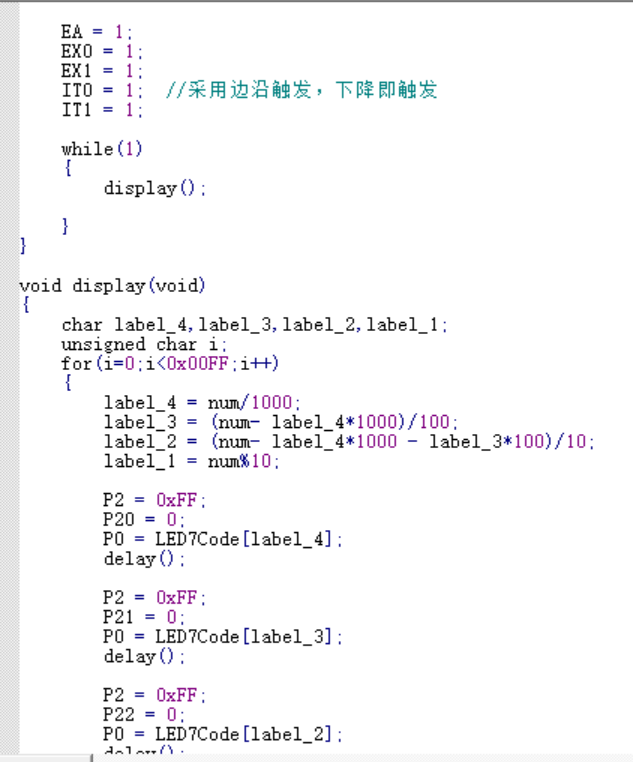 EA = 1;
EX0 = 1;
EX1 = 1;
IT0 = 1;  //采用边沿触发，下降即触发
IT1 = 1;
while(1)
{
display();
}
}
void display(void)
{
char label_4,label_3,label_2,label_1;
unsigned char i;
for(i=0;i<0x00FF;i++)
{
label_4 = num/1000;
label_3 = (num- label_4*1000)/100;
label_2 = (num- label_4*1000 - label_3*100)/10;
label_1 = num%10;
P2 = 0xFF;
P20 = 0;
P0 = LED7Code[label_4];
delay();
P2 = 0xFF;
P21 = 0;
P0 = LED7Code[label_3];
delay();
P2 = 0xFF;
P22 = 0;
P0 = LED7Code[label_2];
delay();